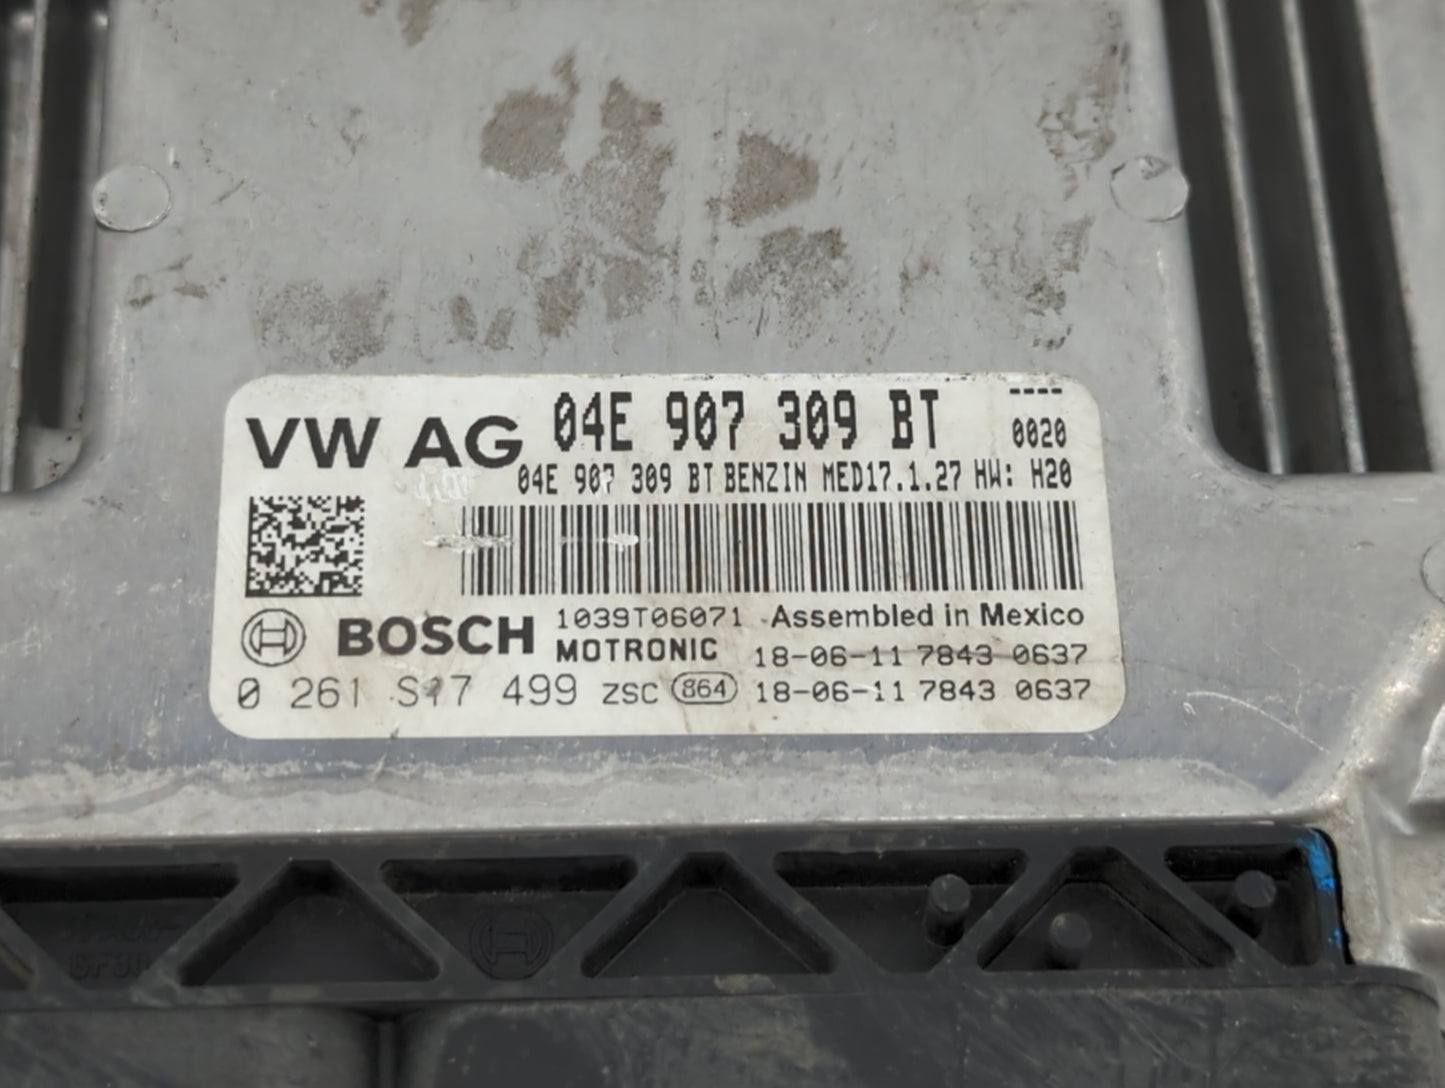 VW AG 04E 907 309 BT
----
0020
04E 907 309 BT BENZIN MED17.1.27 HW: H20
BOSCH
1039T06071 Assembled in Mexico
MOTRONIC 18-06-11 7843 0637
0 261 S17 499 ZSC 864 18-06-11 7843 0637